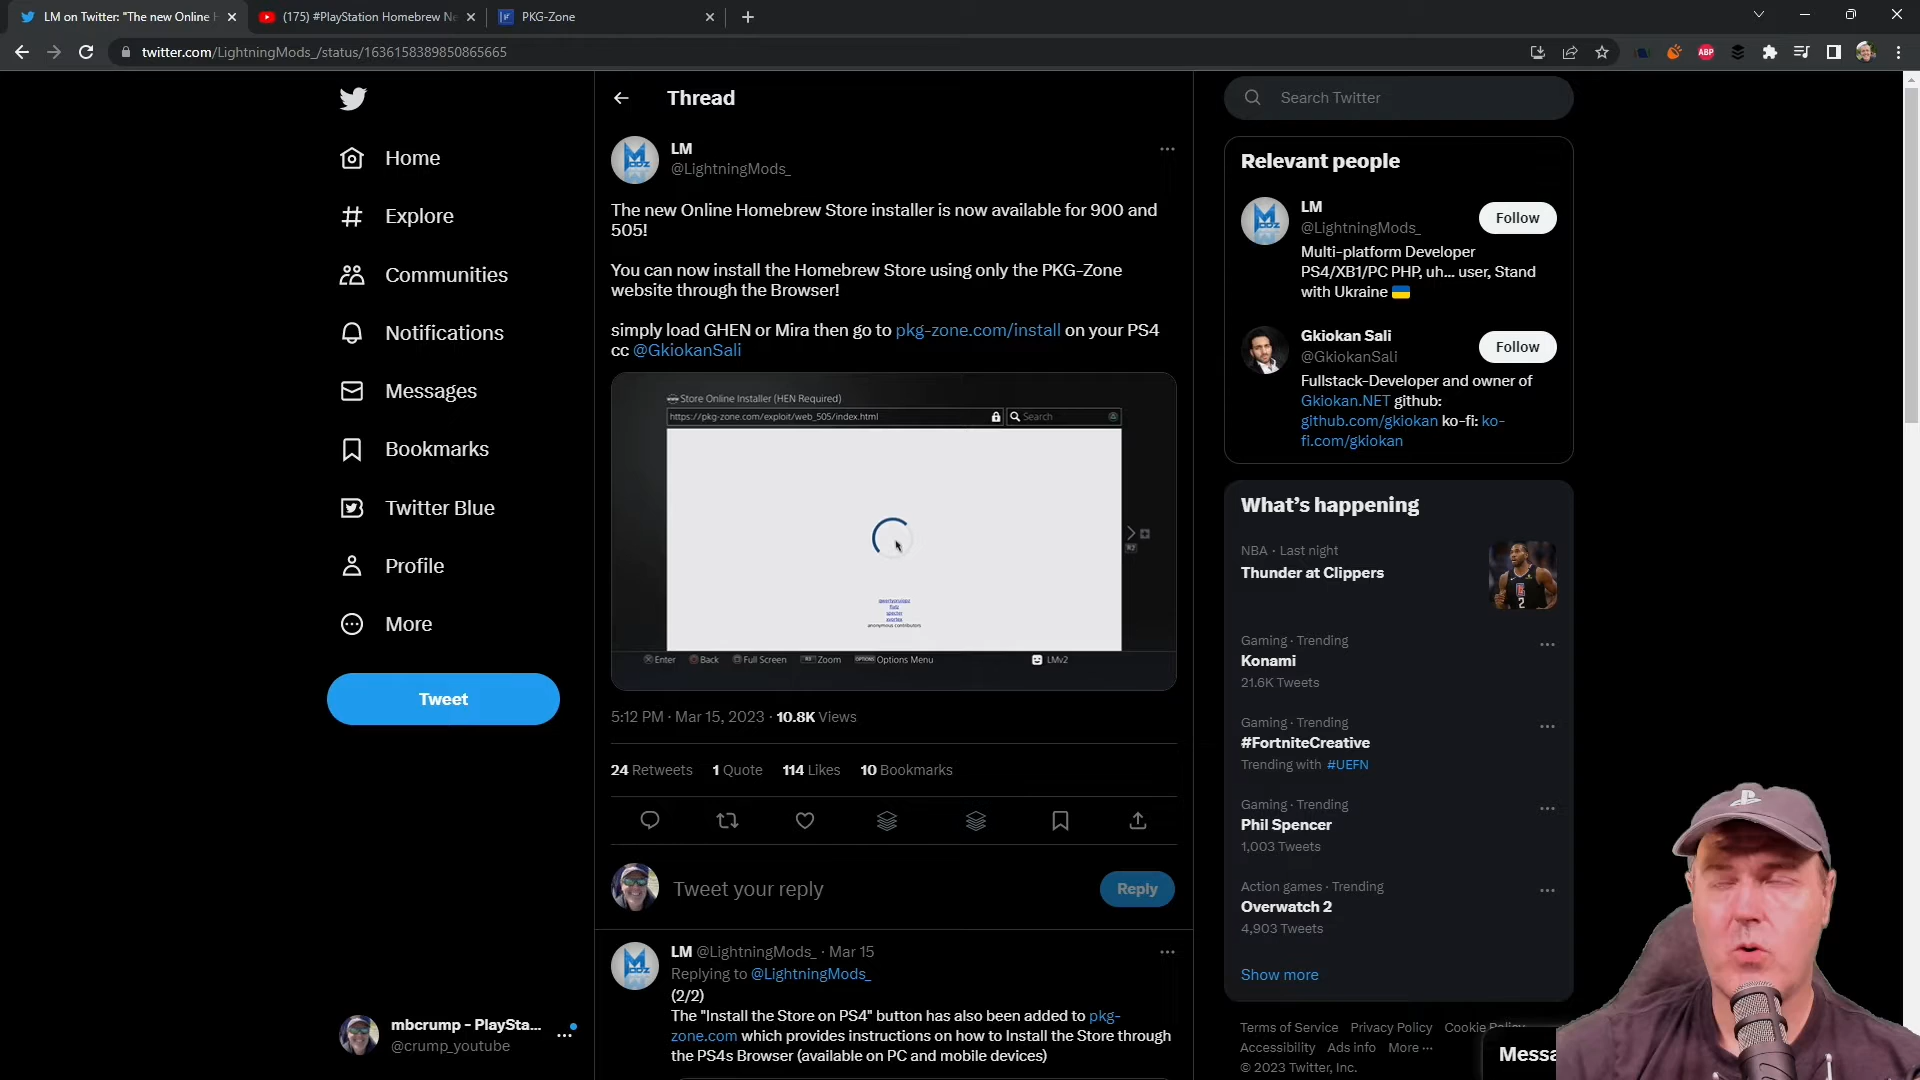 LM on Twitter: "The new Online H
(175) #PlayStation Homebrew Ne
PKG-Zone
twitter.com/LightningMods_/status/1636158389850865665
ABP
Home
Explore
Communities
Notifications
Messages
Bookmarks
Twitter Blue
Profile
More
Tweet
mbcrump - PlaySta...
@crump_youtube
Thread
LM
@LightningMods_
The new Online Homebrew Store installer is now available for 900 and
505!
You can now install the Homebrew Store using only the PKG-Zone
website through the Browser!
simply load GHEN or Mira then go to pkg-zone.com/install on your PS4
cc @GkiokanSali
Store Online Installer (HEN Required)
https://pkg-zone.com/exploit/web_505/index.html
Search
R2
specter
anonymous contributors
Enter Back Full Screen R3 Zoom OPTIONS Options Menu LMv2
5:12 PM · Mar 15, 2023 · 10.8K Views
24 Retweets 1 Quote 114 Likes 10 Bookmarks
Tweet your reply
Reply
LM @LightningMods_ · Mar 15
Replying to @LightningMods_
(2/2)
The "Install the Store on PS4" button has also been added to pkg-
zone.com which provides instructions on how to Install the Store through
the PS4s Browser (available on PC and mobile devices)
Search Twitter
Relevant people
LM
@LightningMods_
Follow
Multi-platform Developer
PS4/XB1/PC PHP, uh... user, Stand
with Ukraine
Gkiokan Sali
@GkiokanSali
Follow
Fullstack-Developer and owner of
Gkiokan.NET github:
github.com/gkiokan ko-fi: ko-
fi.com/gkiokan
What's happening
NBA · Last night
Thunder at Clippers
Gaming · Trending
Konami
21.6K Tweets
Gaming · Trending
#FortniteCreative
Trending with #UEFN
Gaming · Trending
Phil Spencer
1,003 Tweets
Action games · Trending
Overwatch 2
4,903 Tweets
Show more
Terms of Service Privacy Policy Cookie Policy
Accessibility Ads info More ...
© 2023 Twitter, Inc.
Messa